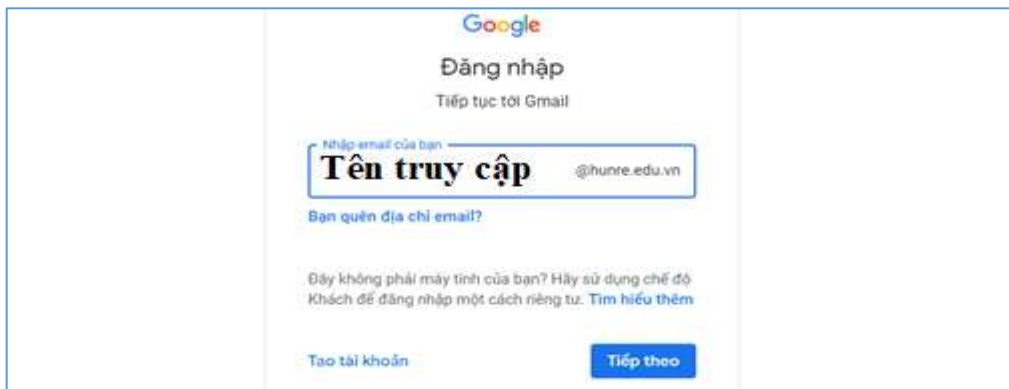 Google
Đăng nhập
Tiếp tục tới Gmail
Nhập email của bạn
Tên truy cập @hunre.edu.vn
Bạn quên địa chỉ email?
Đây không phải máy tính của bạn? Hãy sử dụng chế độ
Khách để đăng nhập một cách riêng tư. Tìm hiểu thêm
Tạo tài khoản Tiếp theo